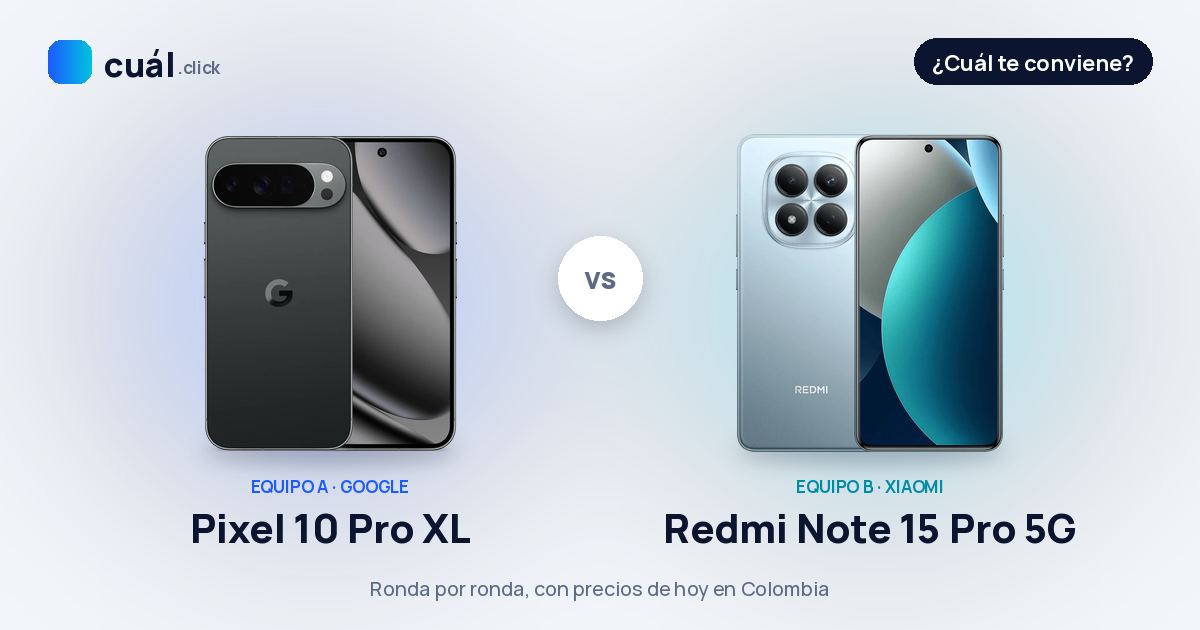 cuál.click
¿Cuál te conviene?
REDMI
VS
EQUIPO A · GOOGLE
Pixel 10 Pro XL
EQUIPO B · XIAOMI
Redmi Note 15 Pro 5G
Ronda por ronda, con precios de hoy en Colombia